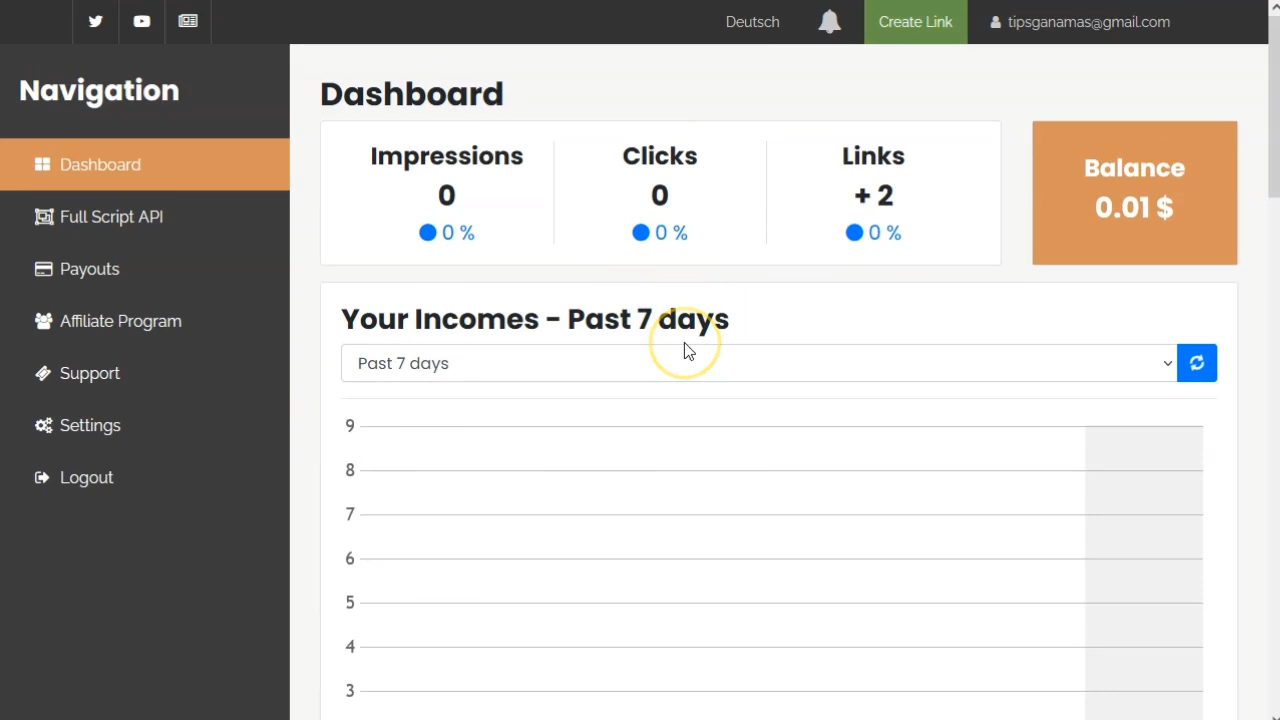 Deutsch
Create Link
tipsganamas@gmail.com
Navigation
Dashboard
Full Script API
Payouts
Affiliate Program
Support
Settings
Logout
Dashboard
Impressions
0
0 %
Clicks
0
0 %
Links
+ 2
0 %
Balance
0.01 $
Your Incomes - Past 7 days
Past 7 days
9
8
7
6
5
4
3